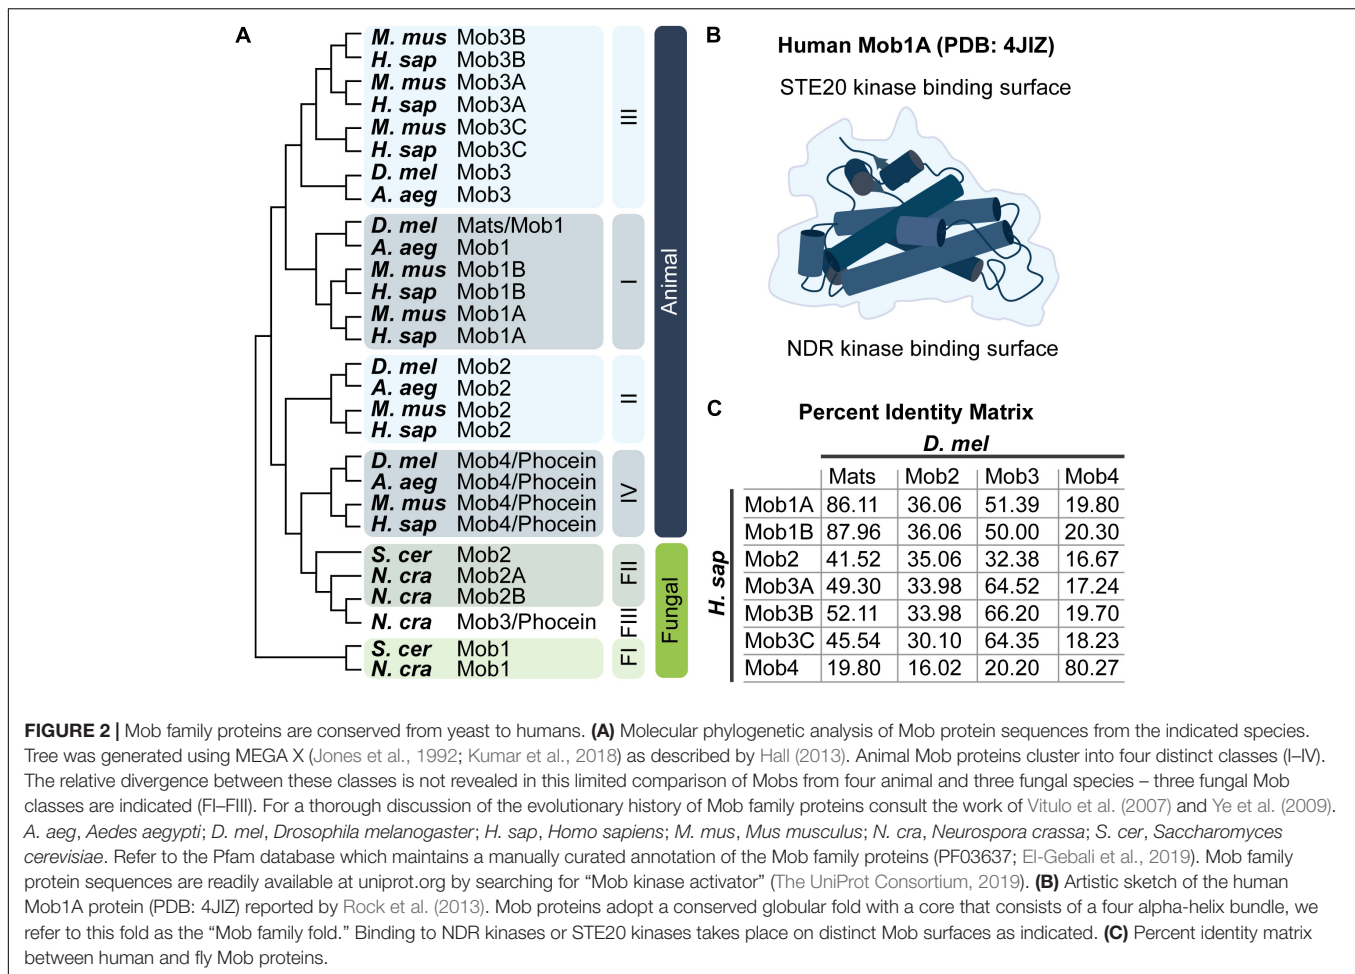 A
M. mus Mob3B
H. sap Mob3B
M. mus Mob3A
H. sap Mob3A
M. mus Mob3C
H. sap Mob3C
D. mel Mob3
A. aeg Mob3
III
D. mel Mats/Mob1
A. aeg Mob1
M. mus Mob1B
H. sap Mob1B
M. mus Mob1A
H. sap Mob1A
I
D. mel Mob2
A. aeg Mob2
M. mus Mob2
H. sap Mob2
II
D. mel Mob4/Phocein
A. aeg Mob4/Phocein
M. mus Mob4/Phocein
H. sap Mob4/Phocein
IV
Animal
S. cer Mob2
N. cra Mob2A
N. cra Mob2B
FII
N. cra Mob3/Phocein
FIII
S. cer Mob1
N. cra Mob1
FI
Fungal
B
Human Mob1A (PDB: 4JIZ)
STE20 kinase binding surface
NDR kinase binding surface
C
Percent Identity Matrix
D. mel
Mats Mob2 Mob3 Mob4
H. sap
Mob1A 86.11 36.06 51.39 19.80
Mob1B 87.96 36.06 50.00 20.30
Mob2 41.52 35.06 32.38 16.67
Mob3A 49.30 33.98 64.52 17.24
Mob3B 52.11 33.98 66.20 19.70
Mob3C 45.54 30.10 64.35 18.23
Mob4 19.80 16.02 20.20 80.27
FIGURE 2 | Mob family proteins are conserved from yeast to humans. (A) Molecular phylogenetic analysis of Mob protein sequences from the indicated species.
Tree was generated using MEGA X (Jones et al., 1992; Kumar et al., 2018) as described by Hall (2013). Animal Mob proteins cluster into four distinct classes (I–IV).
The relative divergence between these classes is not revealed in this limited comparison of Mobs from four animal and three fungal species – three fungal Mob
classes are indicated (FI–FIII). For a thorough discussion of the evolutionary history of Mob family proteins consult the work of Vitulo et al. (2007) and Ye et al. (2009).
A. aeg, Aedes aegypti; D. mel, Drosophila melanogaster; H. sap, Homo sapiens; M. mus, Mus musculus; N. cra, Neurospora crassa; S. cer, Saccharomyces
cerevisiae. Refer to the Pfam database which maintains a manually curated annotation of the Mob family proteins (PF03637; El-Gebali et al., 2019). Mob family
protein sequences are readily available at uniprot.org by searching for “Mob kinase activator” (The UniProt Consortium, 2019). (B) Artistic sketch of the human
Mob1A protein (PDB: 4JIZ) reported by Rock et al. (2013). Mob proteins adopt a conserved globular fold with a core that consists of a four alpha-helix bundle, we
refer to this fold as the “Mob family fold.” Binding to NDR kinases or STE20 kinases takes place on distinct Mob surfaces as indicated. (C) Percent identity matrix
between human and fly Mob proteins.